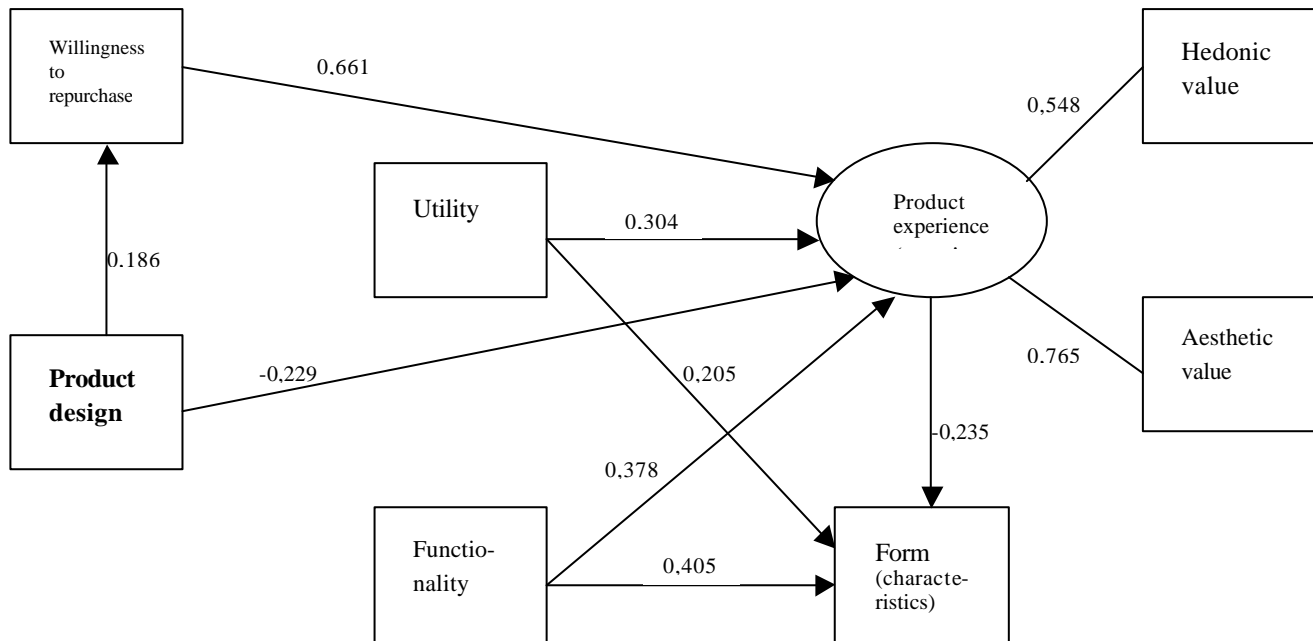 Willingness
to
repurchase
0.661
Hedonic
value
0,548
Utility
0.304
Product
experience
0.186
Product
design
-0,229
0,205
0.765
Aesthetic
value
-0,235
0,378
Functio-
nality
0,405
Form
(characte-
ristics)